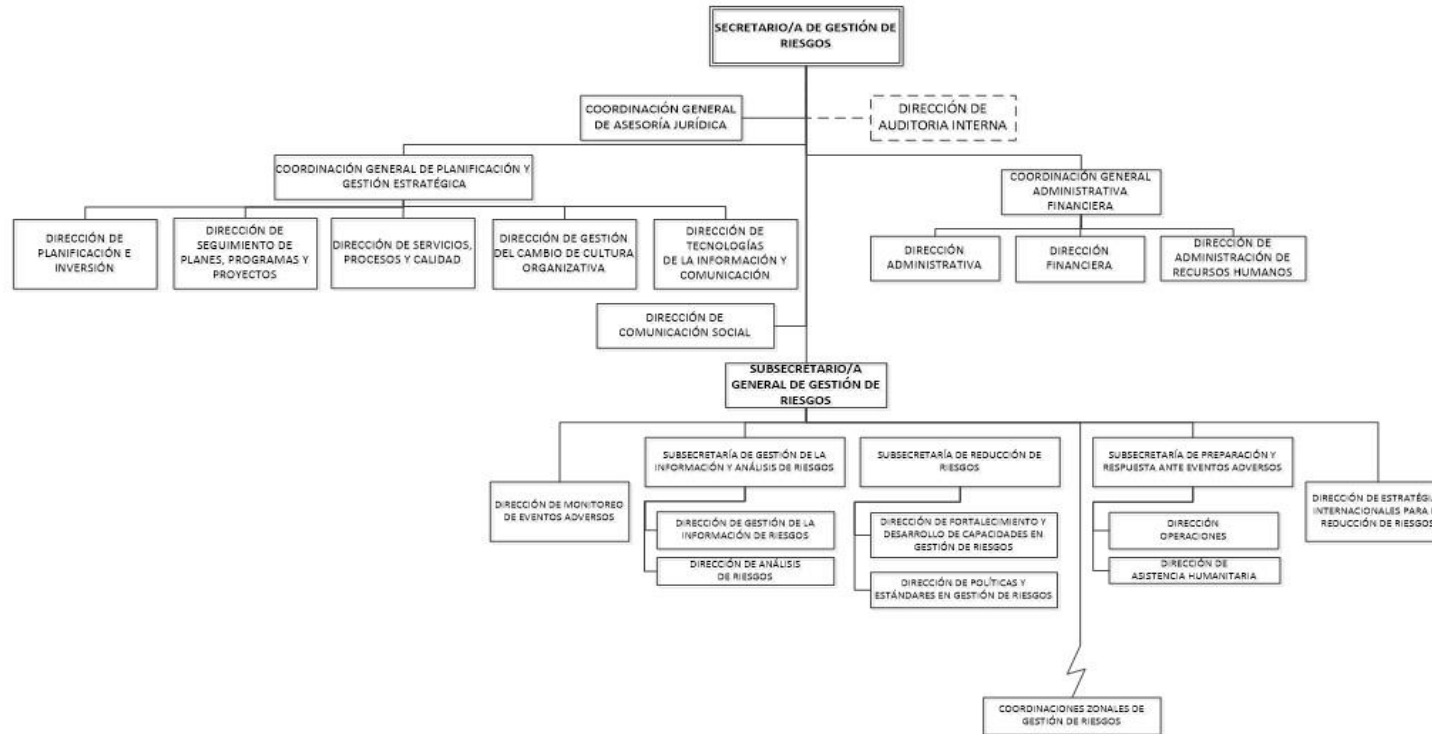 SECRETARIO/A DE GESTIÓN DE
RIESGOS
COORDINACIÓN GENERAL
DE ASESORÍA JURÍDICA
DIRECCIÓN DE
AUDITORIA INTERNA
COORDINACIÓN GENERAL DE PLANIFICACIÓN Y
GESTIÓN ESTRATÉGICA
COORDINACIÓN GENERAL
ADMINISTRATIVA
FINANCIERA
DIRECCIÓN DE
PLANIFICACIÓN E
INVERSIÓN
DIRECCIÓN DE
SEGUIMIENTO DE
PLANES, PROGRAMAS Y
PROYECTOS
DIRECCIÓN DE SERVICIOS,
PROCESOS Y CALIDAD
DIRECCIÓN DE GESTIÓN
DEL CAMBIO DE CULTURA
ORGANIZATIVA
DIRECCIÓN DE
TECNOLOGÍAS
DE LA INFORMACIÓN Y
COMUNICACIÓN
DIRECCIÓN
ADMINISTRATIVA
DIRECCIÓN
FINANCIERA
DIRECCIÓN DE
ADMINISTRACIÓN DE
RECURSOS HUMANOS
DIRECCIÓN DE
COMUNICACIÓN SOCIAL
SUBSECRETARIO/A
GENERAL DE GESTIÓN DE
RIESGOS
SUBSECRETARÍA DE GESTIÓN DE LA
INFORMACIÓN Y ANÁLISIS DE RIESGOS
SUBSECRETARÍA DE REDUCCIÓN DE
RIESGOS
SUBSECRETARÍA DE PREPARACIÓN Y
RESPUESTA ANTE EVENTOS ADVERSOS
DIRECCIÓN DE MONITOREO
DE EVENTOS ADVERSOS
DIRECCIÓN DE ESTRATÉGI
INTERNACIONALES PARA
REDUCCIÓN DE RIESGOS
DIRECCIÓN DE GESTIÓN DE LA
INFORMACIÓN DE RIESGOS
DIRECCIÓN DE ANÁLISIS
DE RIESGOS
DIRECCIÓN DE FORTALECIMIENTO Y
DESARROLLO DE CAPACIDADES EN
GESTIÓN DE RIESGOS
DIRECCIÓN DE POLÍTICAS Y
ESTÁNDARES EN GESTIÓN DE RIESGOS
DIRECCIÓN
OPERACIONES
DIRECCIÓN DE
ASISTENCIA HUMANITARIA
COORDINACIONES ZONALES DE
GESTIÓN DE RIESGOS